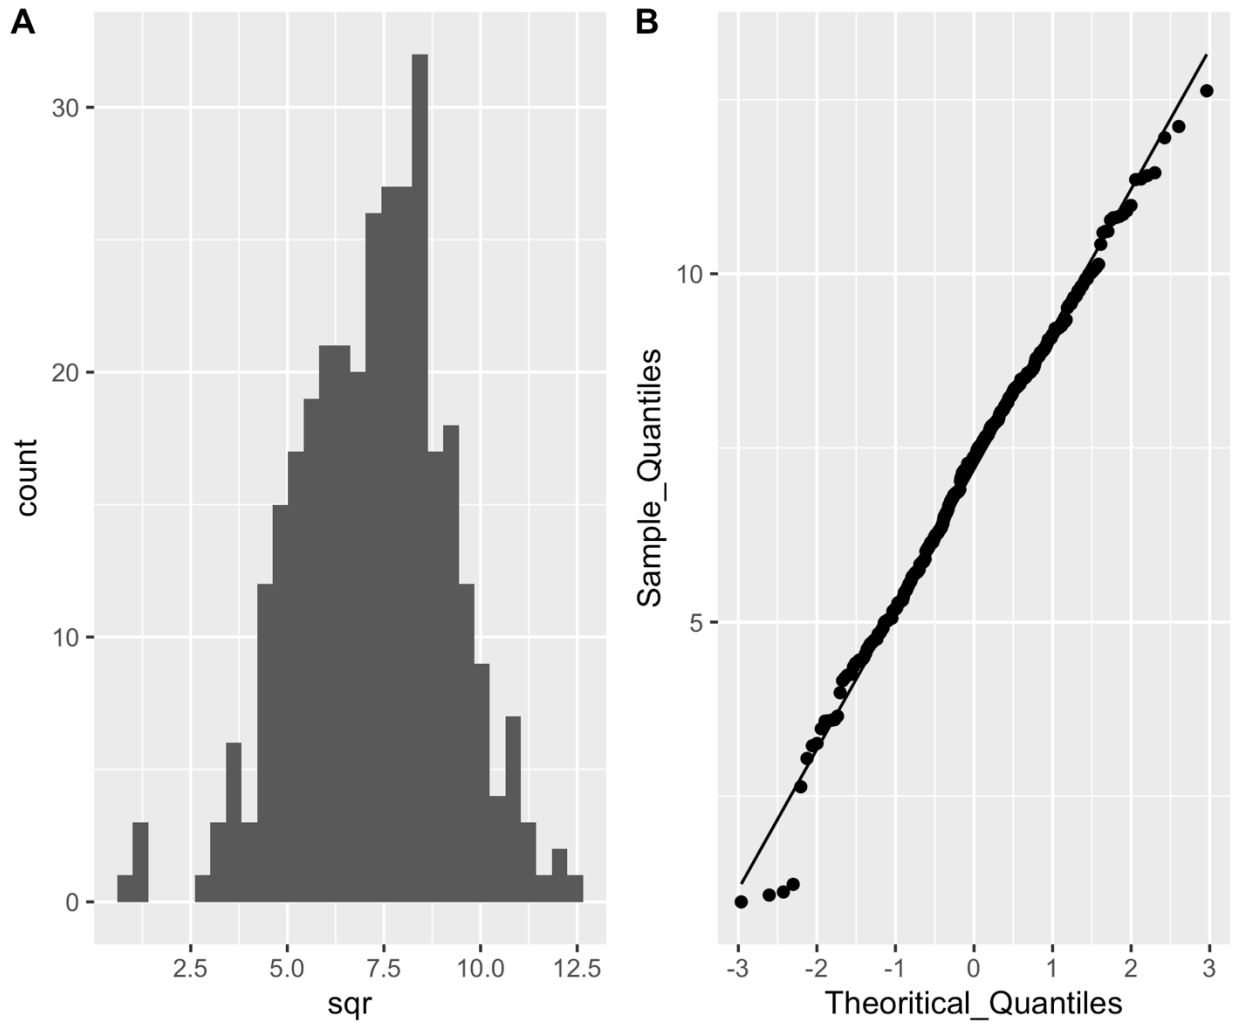 A
B
30
20
10
0
count
2.5 5.0 7.5 10.0 12.5
sqr
10
5
Sample_Quantiles
-3 -2 -1 0 1 2 3
Theoritical_Quantiles